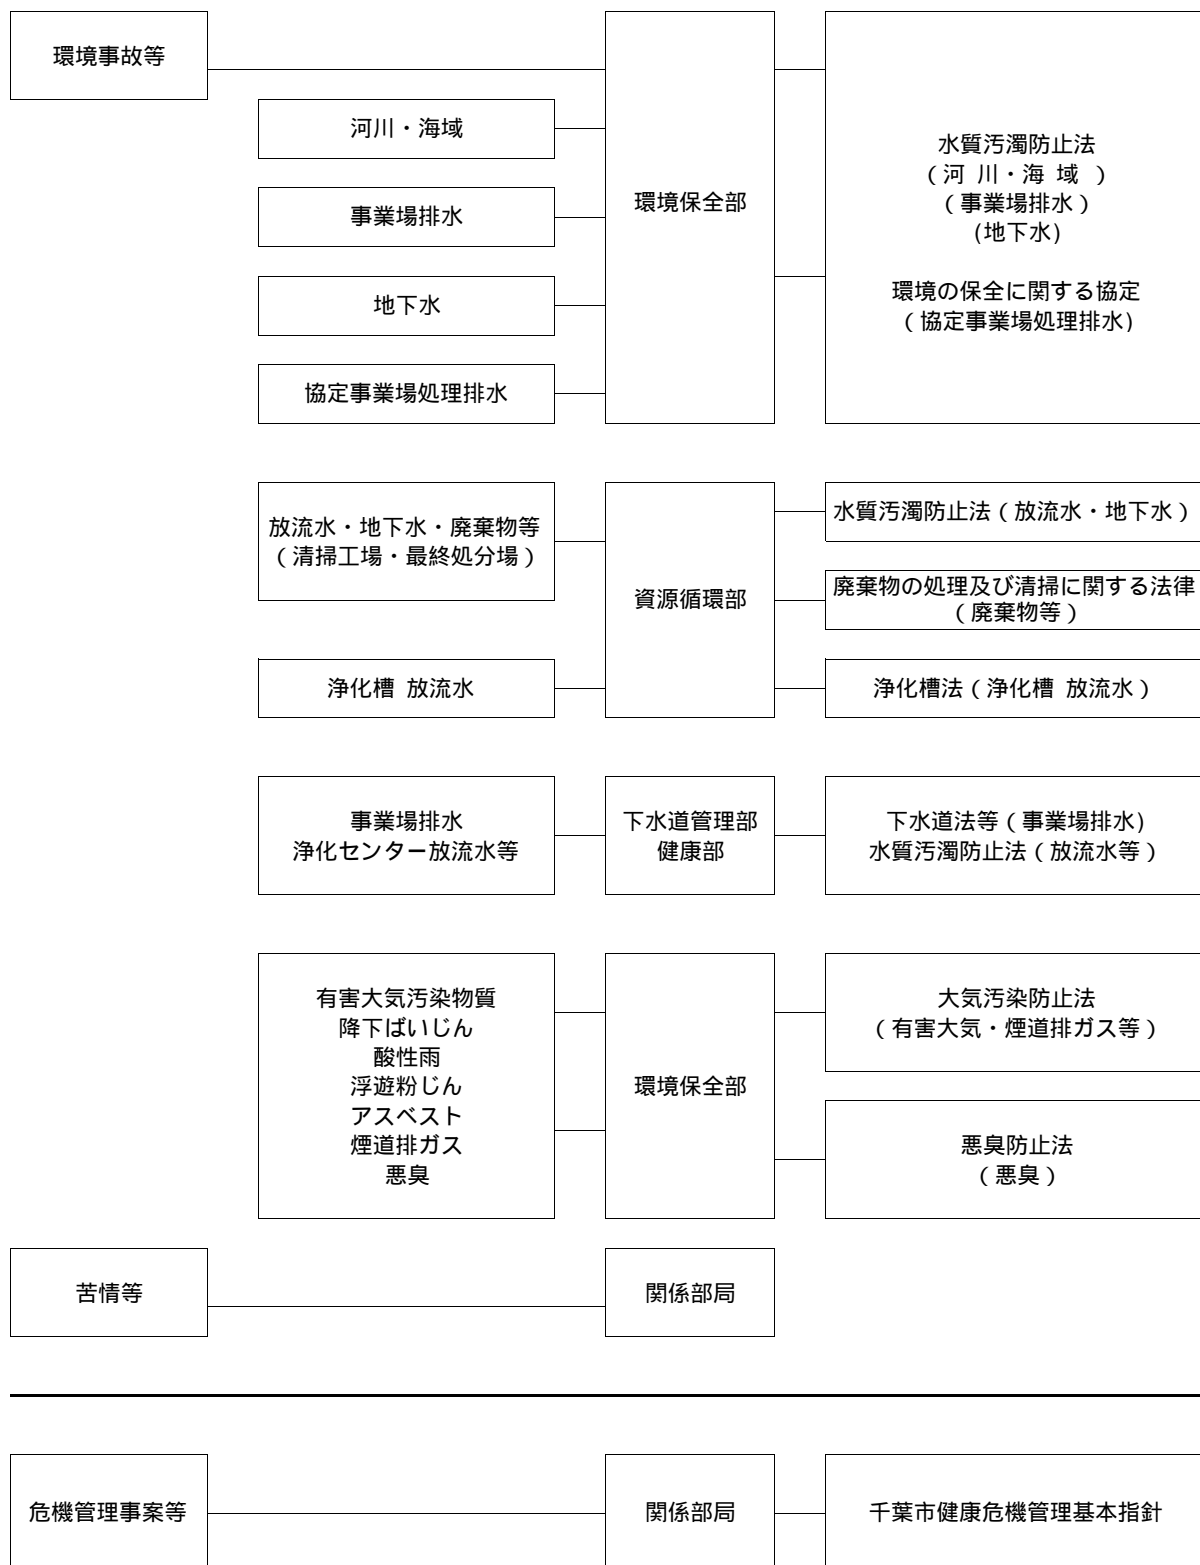 環境事故等
河川・海域
事業場排水
地下水
協定事業場処理排水
環境保全部
水質汚濁防止法
（河 川・海 域 ）
（事業場排水）
(地下水)
環境の保全に関する協定
（協定事業場処理排水)
放流水・地下水・廃棄物等
（清掃工場・最終処分場）
浄化槽 放流水
資源循環部
水質汚濁防止法（放流水・地下水）
廃棄物の処理及び清掃に関する法律
（廃棄物等）
浄化槽法（浄化槽 放流水）
事業場排水
浄化センター放流水等
下水道管理部
健康部
下水道法等（事業場排水)
水質汚濁防止法（放流水等）
有害大気汚染物質
降下ばいじん
酸性雨
浮遊粉じん
アスベスト
煙道排ガス
悪臭
環境保全部
大気汚染防止法
（有害大気・煙道排ガス等）
悪臭防止法
（悪臭）
苦情等
関係部局
危機管理事案等
関係部局
千葉市健康危機管理基本指針